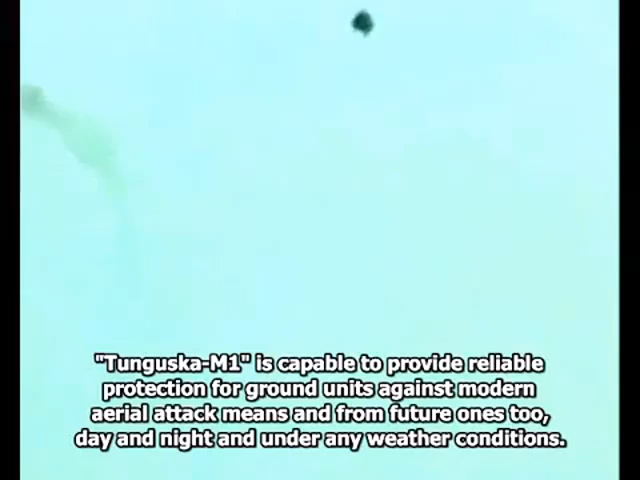 "Tunguska-M1" is capable to provide reliable
protection for ground units against modern
aerial attack means and from future ones too,
day and night and under any weather conditions.